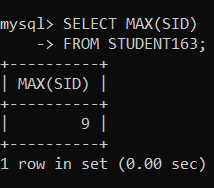 mysql> SELECT MAX(SID)
    -> FROM STUDENT163;
+----------+
| MAX(SID) |
+----------+
|        9 |
+----------+
1 row in set (0.00 sec)